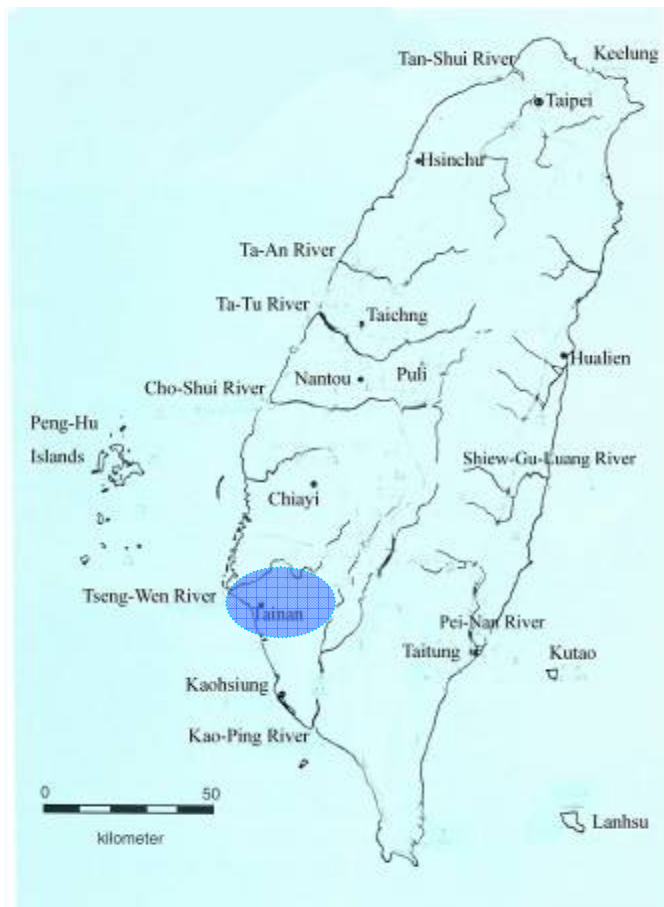 Tan-Shui River
Keelung
Taipei
Hsinchu
Ta-An River
Ta-Tu River
Taichng
Hualien
Nantou
Puli
Cho-Shui River
Peng-Hu
Islands
Shiew-Gu-Luang River
Chiayi
Tseng-Wen River
Tainan
Pei-Nan River
Taitung
Kutao
Kaohsiung
Kao-Ping River
0 50
kilometer
Lanhsu